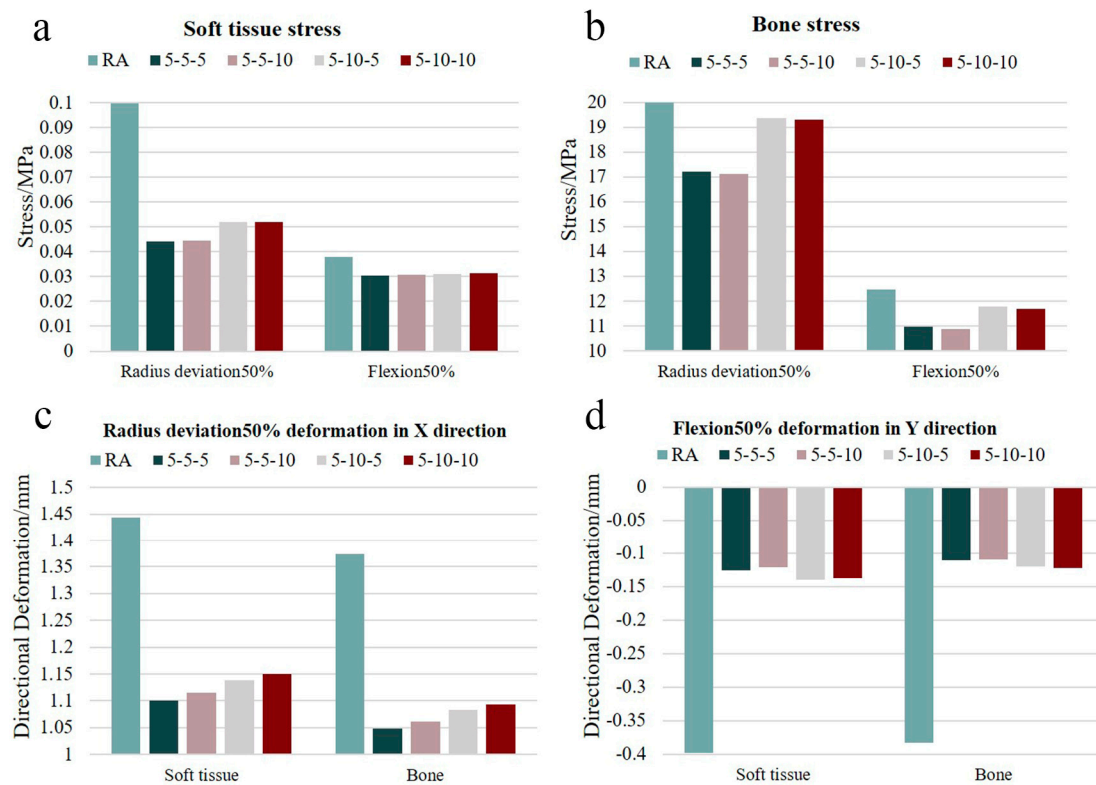 a
Soft tissue stress
RA 5-5-5 5-5-10 5-10-5 5-10-10
Stress/MPa
0.1
0.09
0.08
0.07
0.06
0.05
0.04
0.03
0.02
0.01
0
Radius deviation50% Flexion50%
b
Bone stress
RA 5-5-5 5-5-10 5-10-5 5-10-10
Stress/MPa
20
19
18
17
16
15
14
13
12
11
10
Radius deviation50% Flexion50%
c
Radius deviation50% deformation in X direction
RA 5-5-5 5-5-10 5-10-5 5-10-10
Directional Deformation/mm
1.5
1.45
1.4
1.35
1.3
1.25
1.2
1.15
1.1
1.05
1
Soft tissue Bone
d
Flexion50% deformation in Y direction
RA 5-5-5 5-5-10 5-10-5 5-10-10
Directional Deformation/mm
0
-0.05
-0.1
-0.15
-0.2
-0.25
-0.3
-0.35
-0.4
Soft tissue Bone